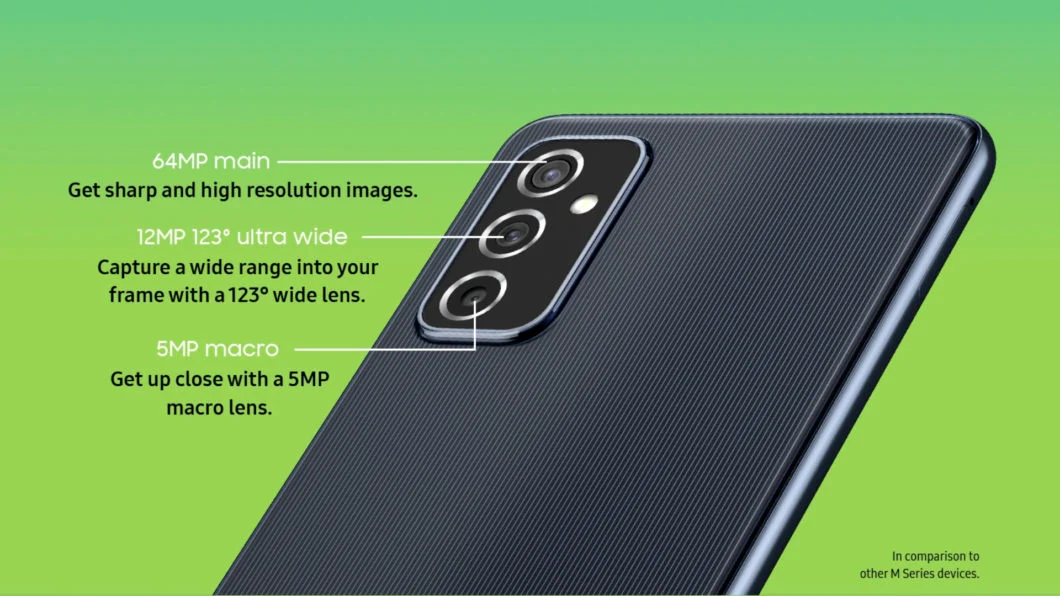 64MP main
Get sharp and high resolution images.
12MP 123° ultra wide
Capture a wide range into your
frame with a 123° wide lens.
5MP macro
Get up close with a 5MP
macro lens.
In comparison to
other M Series devices.